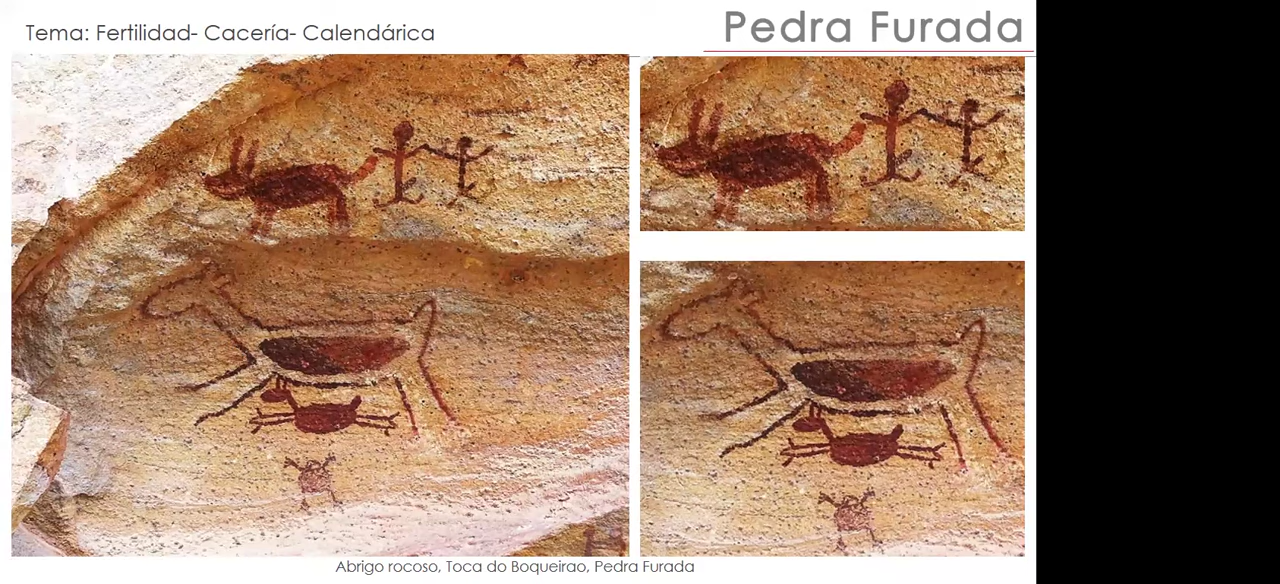 Tema: Fertilidad- Cacería- Calendárica
Pedra Furada
Abrigo rocoso, Toca do Boqueirao, Pedra Furada